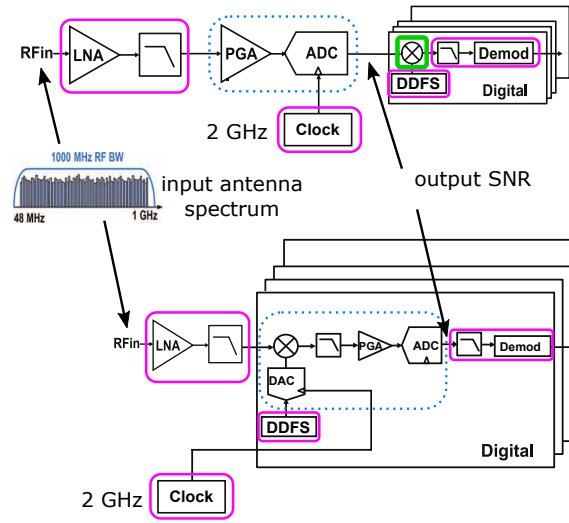 RFin
LNA
PGA
ADC
Demod
DDFS
Digital
2 GHz
Clock
1000 MHz RF BW
48 MHz
1 GHz
input antenna
spectrum
output SNR
RFin
LNA
PGA
ADC
Demod
DAC
DDFS
Digital
2 GHz
Clock